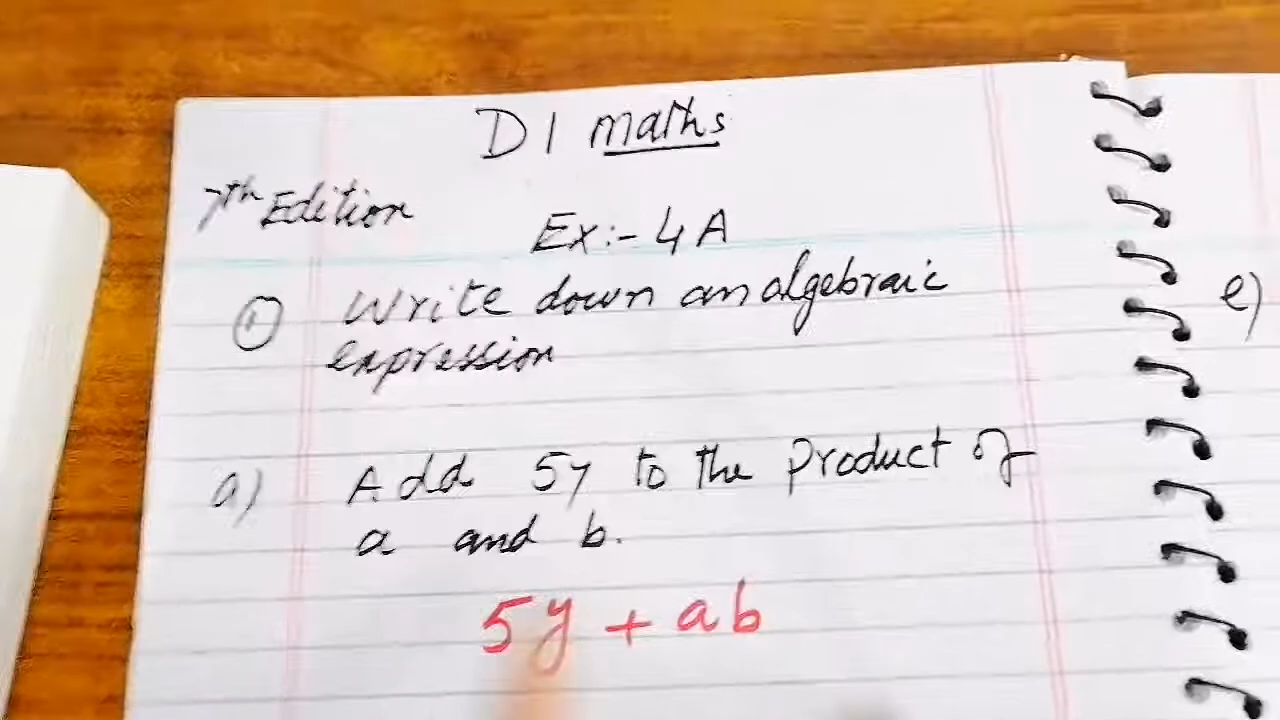 D1 maths
7th Edition
Ex:- 4A
① Write down an algebraic
expression
a) Add 5y to the product of
a and b.
5y + ab
e)